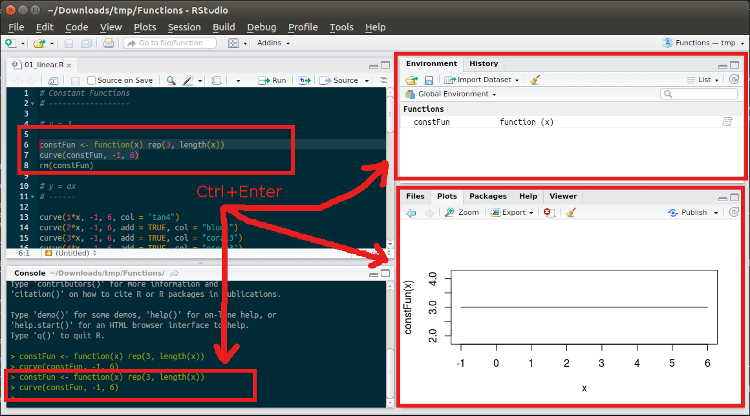 ~/Downloads/tmp/Functions - RStudio
File Edit Code View Plots Session Build Debug Profile Tools Help
Go to file/function Addins Functions — tmp
01_linear.R
Source on Save Run Source
1 # Constant Functions
2 # ------------------
3
4 # y = 3
5
6 constFun <- function(x) rep(3, length(x))
7 curve(constFun, -1, 6)
8 rm(constFun)
9
10 # y = ax
11 # ------
12
13 curve(1*x, -1, 6, col = "tan4")
14 curve(2*x, -1, 6, add = TRUE, col = "blue
15 curve(3*x, -1, 6, add = TRUE, col = "cora 3"
6:1 (Untitled)
Ctrl+Enter
Console ~/Downloads/tmp/Functions/
Type 'contributors()' for more information and
'citation()' on how to cite R or R packages in publications.
Type 'demo()' for some demos, 'help()' for on-line help, or
'help.start()' for an HTML browser interface to help.
Type 'q()' to quit R.
> constFun <- function(x) rep(3, length(x))
> curve(constFun, -1, 6)
> constFun <- function(x) rep(3, length(x))
> curve(constFun, -1, 6)
>
Environment History
Import Dataset List
Global Environment
Functions
constFun function (x)
Files Plots Packages Help Viewer
Zoom Export Publish
constFun(x)
4.0
3.0
2.0
-1 0 1 2 3 4 5 6
x